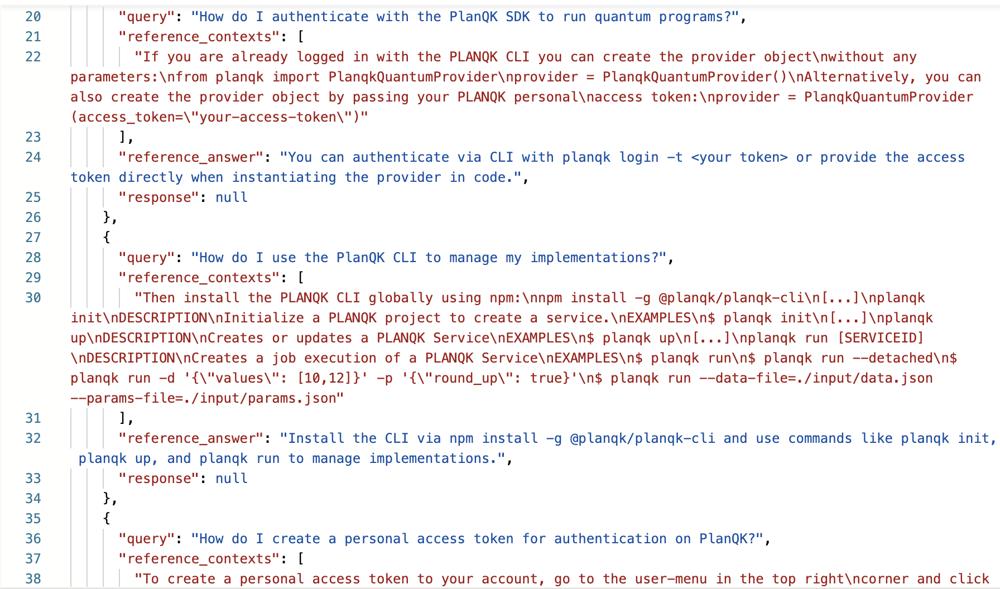 20 "query": "How do I authenticate with the PlanQK SDK to run quantum programs?",
21 "reference_contexts": [
22 "If you are already logged in with the PLANQK CLI you can create the provider object\nwithout any
parameters:\nfrom planqk import PlanqkQuantumProvider\nprovider = PlanqkQuantumProvider()\nAlternatively, you can
also create the provider object by passing your PLANQK personal\naccess token:\nprovider = PlanqkQuantumProvider
(access_token=\"your-access-token\")"
23 ],
24 "reference_answer": "You can authenticate via CLI with planqk login -t <your token> or provide the access
token directly when instantiating the provider in code.",
25 "response": null
26 },
27 {
28 "query": "How do I use the PlanQK CLI to manage my implementations?",
29 "reference_contexts": [
30 "Then install the PLANQK CLI globally using npm:\nnpm install -g @planqk/planqk-cli\n[...]\nplanqk
init\nDESCRIPTION\nInitialize a PLANQK project to create a service.\nEXAMPLES\n$ planqk init\n[...]\nplanqk
up\nDESCRIPTION\nCreates or updates a PLANQK Service\nEXAMPLES\n$ planqk up\n[...]\nplanqk run [SERVICEID]
\nDESCRIPTION\nCreates a job execution of a PLANQK Service\nEXAMPLES\n$ planqk run\n$ planqk run --detached\n$
planqk run -d '{\"values\": [10,12]}' -p '{\"round_up\": true}'\n$ planqk run --data-file=./input/data.json
--params-file=./input/params.json"
31 ],
32 "reference_answer": "Install the CLI via npm install -g @planqk/planqk-cli and use commands like planqk init,
planqk up, and planqk run to manage implementations.",
33 "response": null
34 },
35 {
36 "query": "How do I create a personal access token for authentication on PlanQK?",
37 "reference_contexts": [
38 "To create a personal access token to your account, go to the user-menu in the top right\ncorner and click